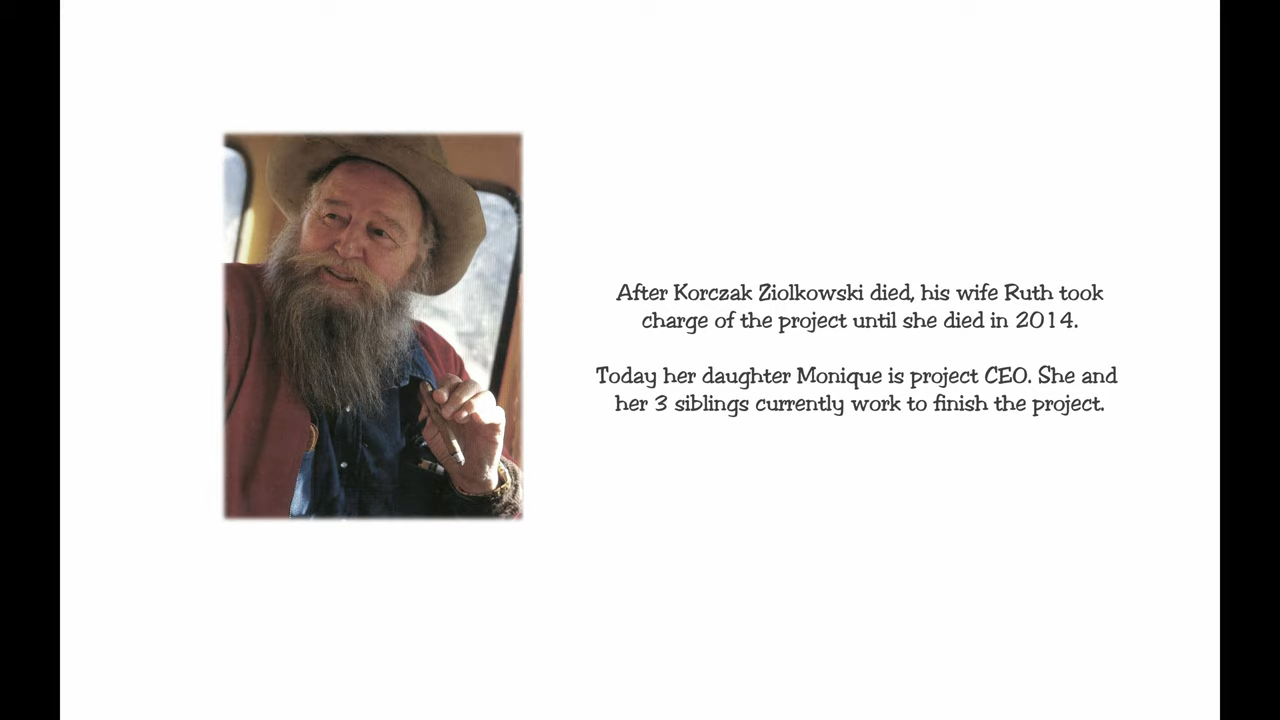 After Korczak Ziolkowski died, his wife Ruth took
charge of the project until she died in 2014.
Today her daughter Monique is project CEO. She and
her 3 siblings currently work to finish the project.